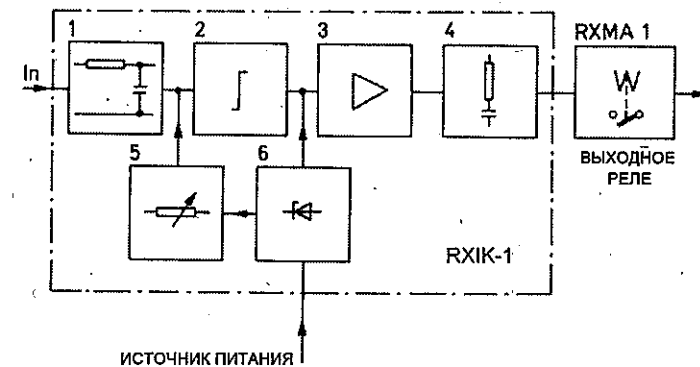 1
2
3
4
RXMA 1
In
ВЫХОДНОЕ
РЕЛЕ
5
6
RXIK-1
ИСТОЧНИК ПИТАНИЯ